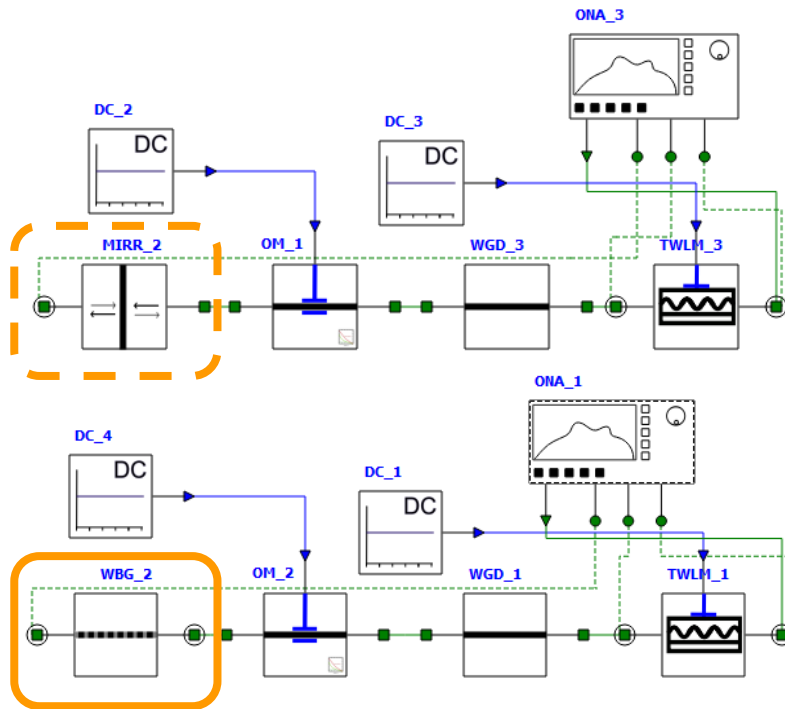 ONA_3
DC_2
DC
DC_3
DC
MIRR_2
OM_1
WGD_3
TWLM_3
ONA_1
DC_4
DC
DC_1
DC
WBG_2
OM_2
WGD_1
TWLM_1